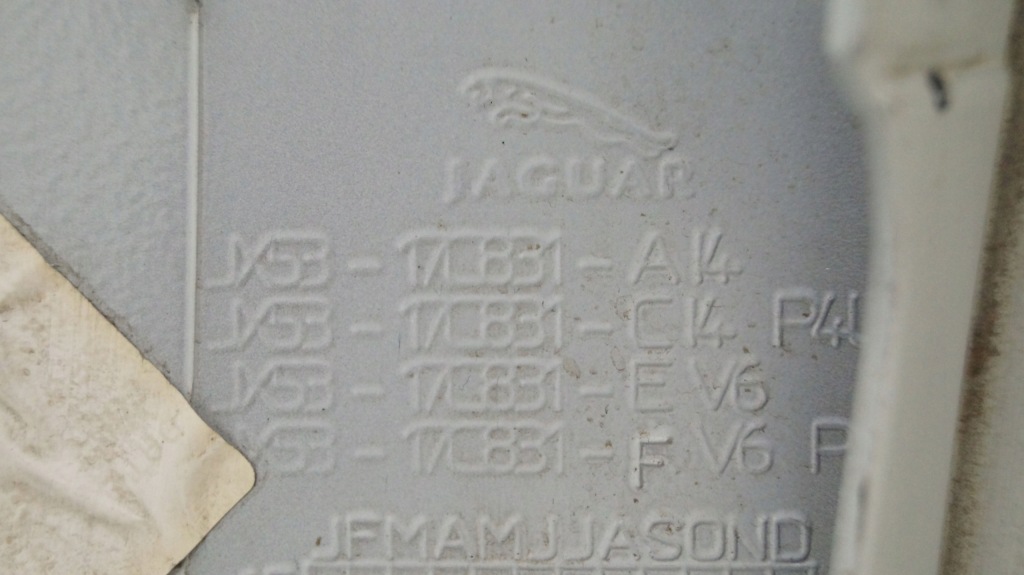 JAGUAR
JX53 - 17C831 - A I4
JX53 - 17C831 - C I4
JX53 - 17C831 - E V6
JX53 - 17C831 - F V6
JFMAMJJASOND